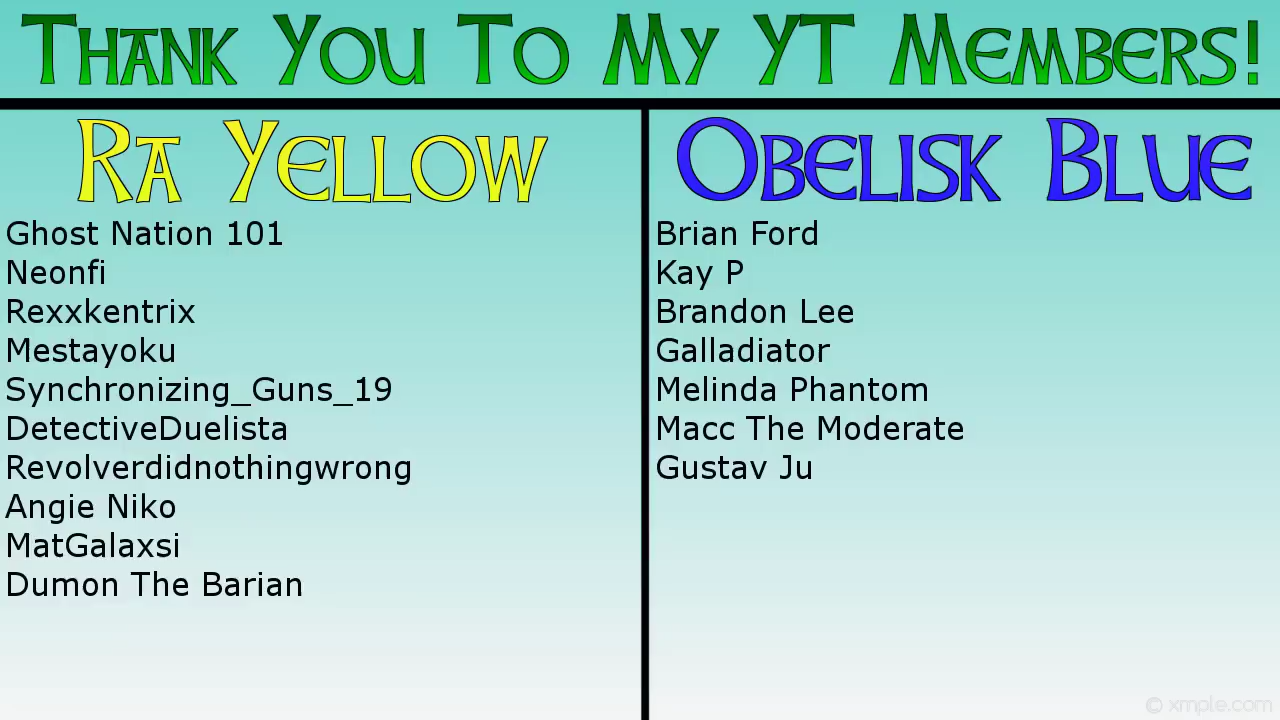 Thank You To My YT Members!
Ra Yellow
Ghost Nation 101
Neonfi
Rexxkentrix
Mestayoku
Synchronizing_Guns_19
DetectiveDuelista
Revolverdidnothingwrong
Angie Niko
MatGalaxsi
Dumon The Barian
Obelisk Blue
Brian Ford
Kay P
Brandon Lee
Galladiator
Melinda Phantom
Macc The Moderate
Gustav Ju
© xmple.com